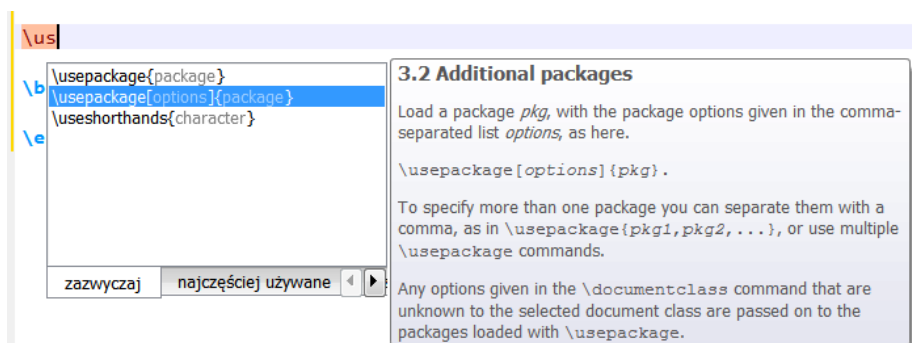 \us
\b
\e
\usepackage{package}
\usepackage[options]{package}
\useshorthands{character}
zazwyczaj
najczęściej używane
3.2 Additional packages
Load a package pkg, with the package options given in the comma-
separated list options, as here.
\usepackage[options]{pkg}.
To specify more than one package you can separate them with a
comma, as in \usepackage{pkg1,pkg2,...}, or use multiple
\usepackage commands.
Any options given in the \documentclass command that are
unknown to the selected document class are passed on to the
packages loaded with \usepackage.